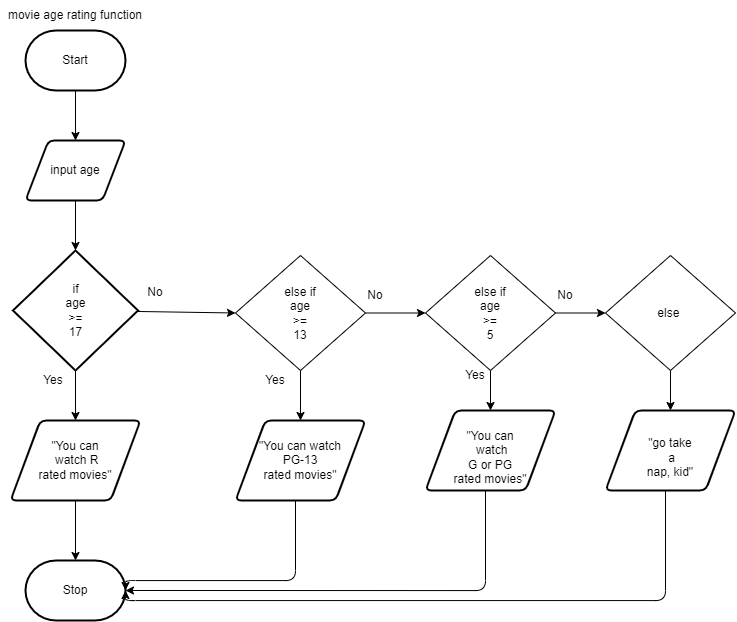 movie age rating function
Start
input age
if
age
>=
17
No
else if
age
>=
13
No
else if
age
>=
5
No
else
Yes
Yes
Yes
"You can
watch R
rated movies"
"You can watch
PG-13
rated movies"
"You can
watch
G or PG
rated movies"
"go take
a
nap, kid"
Stop